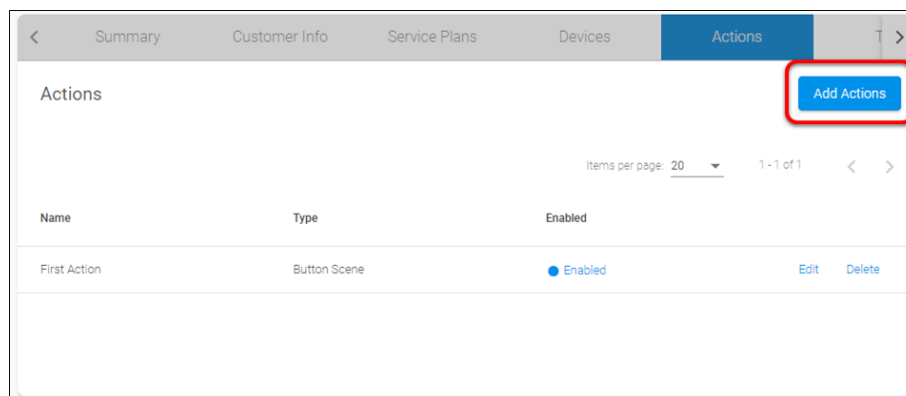 Summary Customer Info Service Plans Devices Actions
Actions Add Actions
Items per page: 20 1 - 1 of 1
Name Type Enabled
First Action Button Scene Enabled Edit Delete